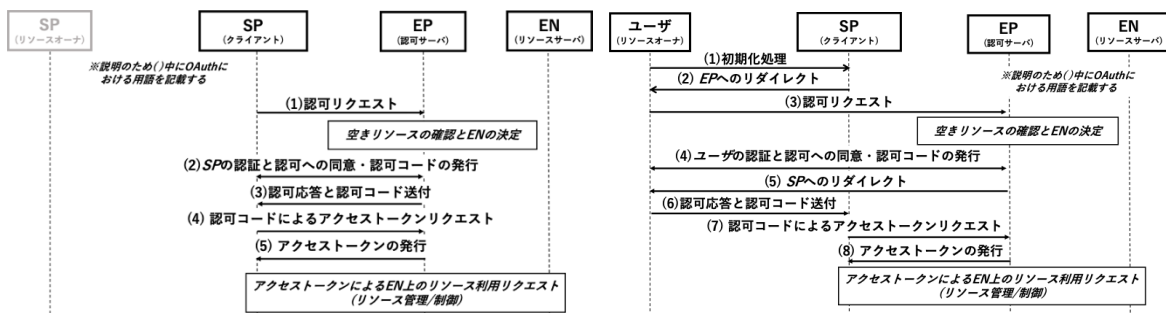 SP
(リソースオーナ)
SP
(クライアント)
EP
(認可サーバ)
EN
(リソースサーバ)
※説明のため()中にOAuthに
おける用語を記載する
(1)認可リクエスト
空きリソースの確認とENの決定
(2)SPの認証と認可への同意・認可コードの発行
(3)認可応答と認可コード送付
(4) 認可コードによるアクセストークンリクエスト
(5) アクセストークンの発行
アクセストークンによるEN上のリソース利用リクエスト
(リソース管理/制御)
ユーザ
(リソースオーナ)
SP
(クライアント)
EP
(認可サーバ)
EN
(リソースサーバ)
(1)初期化処理
(2) EPへのリダイレクト
※説明のため()中にOAuthに
おける用語を記載する
(3)認可リクエスト
空きリソースの確認とENの決定
(4)ユーザの認証と認可への同意・認可コードの発行
(5) SPへのリダイレクト
(6)認可応答と認可コード送付
(7) 認可コードによるアクセストークンリクエスト
(8) アクセストークンの発行
アクセストークンによるEN上のリソース利用リクエスト
(リソース管理/制御)